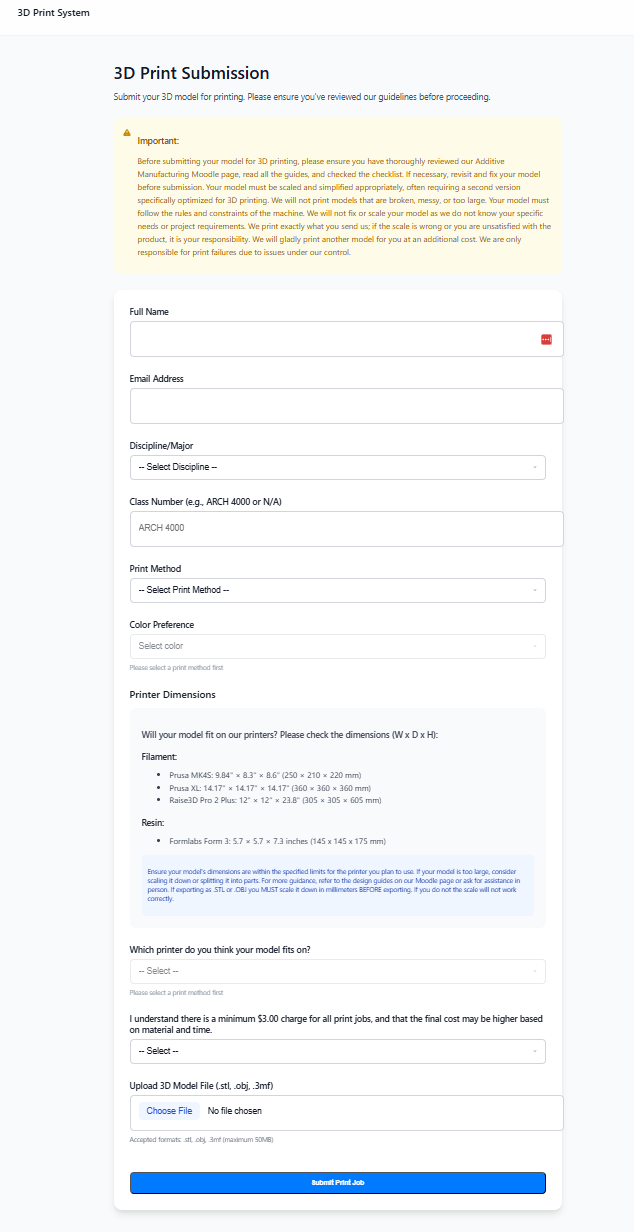 3D Print System
3D Print Submission
Submit your 3D model for printing. Please ensure you've reviewed our guidelines before proceeding.
Important:
Before submitting your model for 3D printing, please ensure you have thoroughly reviewed our Additive
Manufacturing Moodle page, read all the guides, and checked the checklist. If necessary, revisit and fix your model
before submission. Your model must be scaled and simplified appropriately, often requiring a second version
specifically optimized for 3D printing. We will not print models that are broken, messy, or too large. Your model must
follow the rules and constraints of the machine. We will not fix or scale your model as we do not know your specific
needs or project requirements. We print exactly what you send us; if the scale is wrong or you are unsatisfied with the
product, it is your responsibility. We will gladly print another model for you at an additional cost. We are only
responsible for print failures due to issues under our control.
Full Name
Email Address
Discipline/Major
-- Select Discipline --
Class Number (e.g., ARCH 4000 or N/A)
ARCH 4000
Print Method
-- Select Print Method --
Color Preference
Select color
Please select a print method first
Printer Dimensions
Will your model fit on our printers? Please check the dimensions (W x D x H):
Filament:
• Prusa MK4S: 9.84" × 8.3" × 8.6" (250 × 210 × 220 mm)
• Prusa XL: 14.17" × 14.17" × 14.17" (360 × 360 × 360 mm)
• Raise3D Pro 2 Plus: 12" × 12" × 23.8" (305 × 305 × 605 mm)
Resin:
• Formlabs Form 3: 5.7 × 5.7 × 7.3 inches (145 x 145 x 175 mm)
Ensure your model's dimensions are within the specified limits for the printer you plan to use. If your model is too large, consider
scaling it down or splitting it into parts. For more guidance, refer to the design guides on our Moodle page or ask for assistance in
person. If exporting as .STL or .OBJ you MUST scale it down in millimeters BEFORE exporting. If you do not the scale will not work
correctly.
Which printer do you think your model fits on?
-- Select --
Please select a print method first
I understand there is a minimum $3.00 charge for all print jobs, and that the final cost may be higher based
on material and time.
-- Select --
Upload 3D Model File (.stl, .obj, .3mf)
Choose File No file chosen
Accepted formats: .stl, .obj, .3mf (maximum 50MB)
Submit Print Job